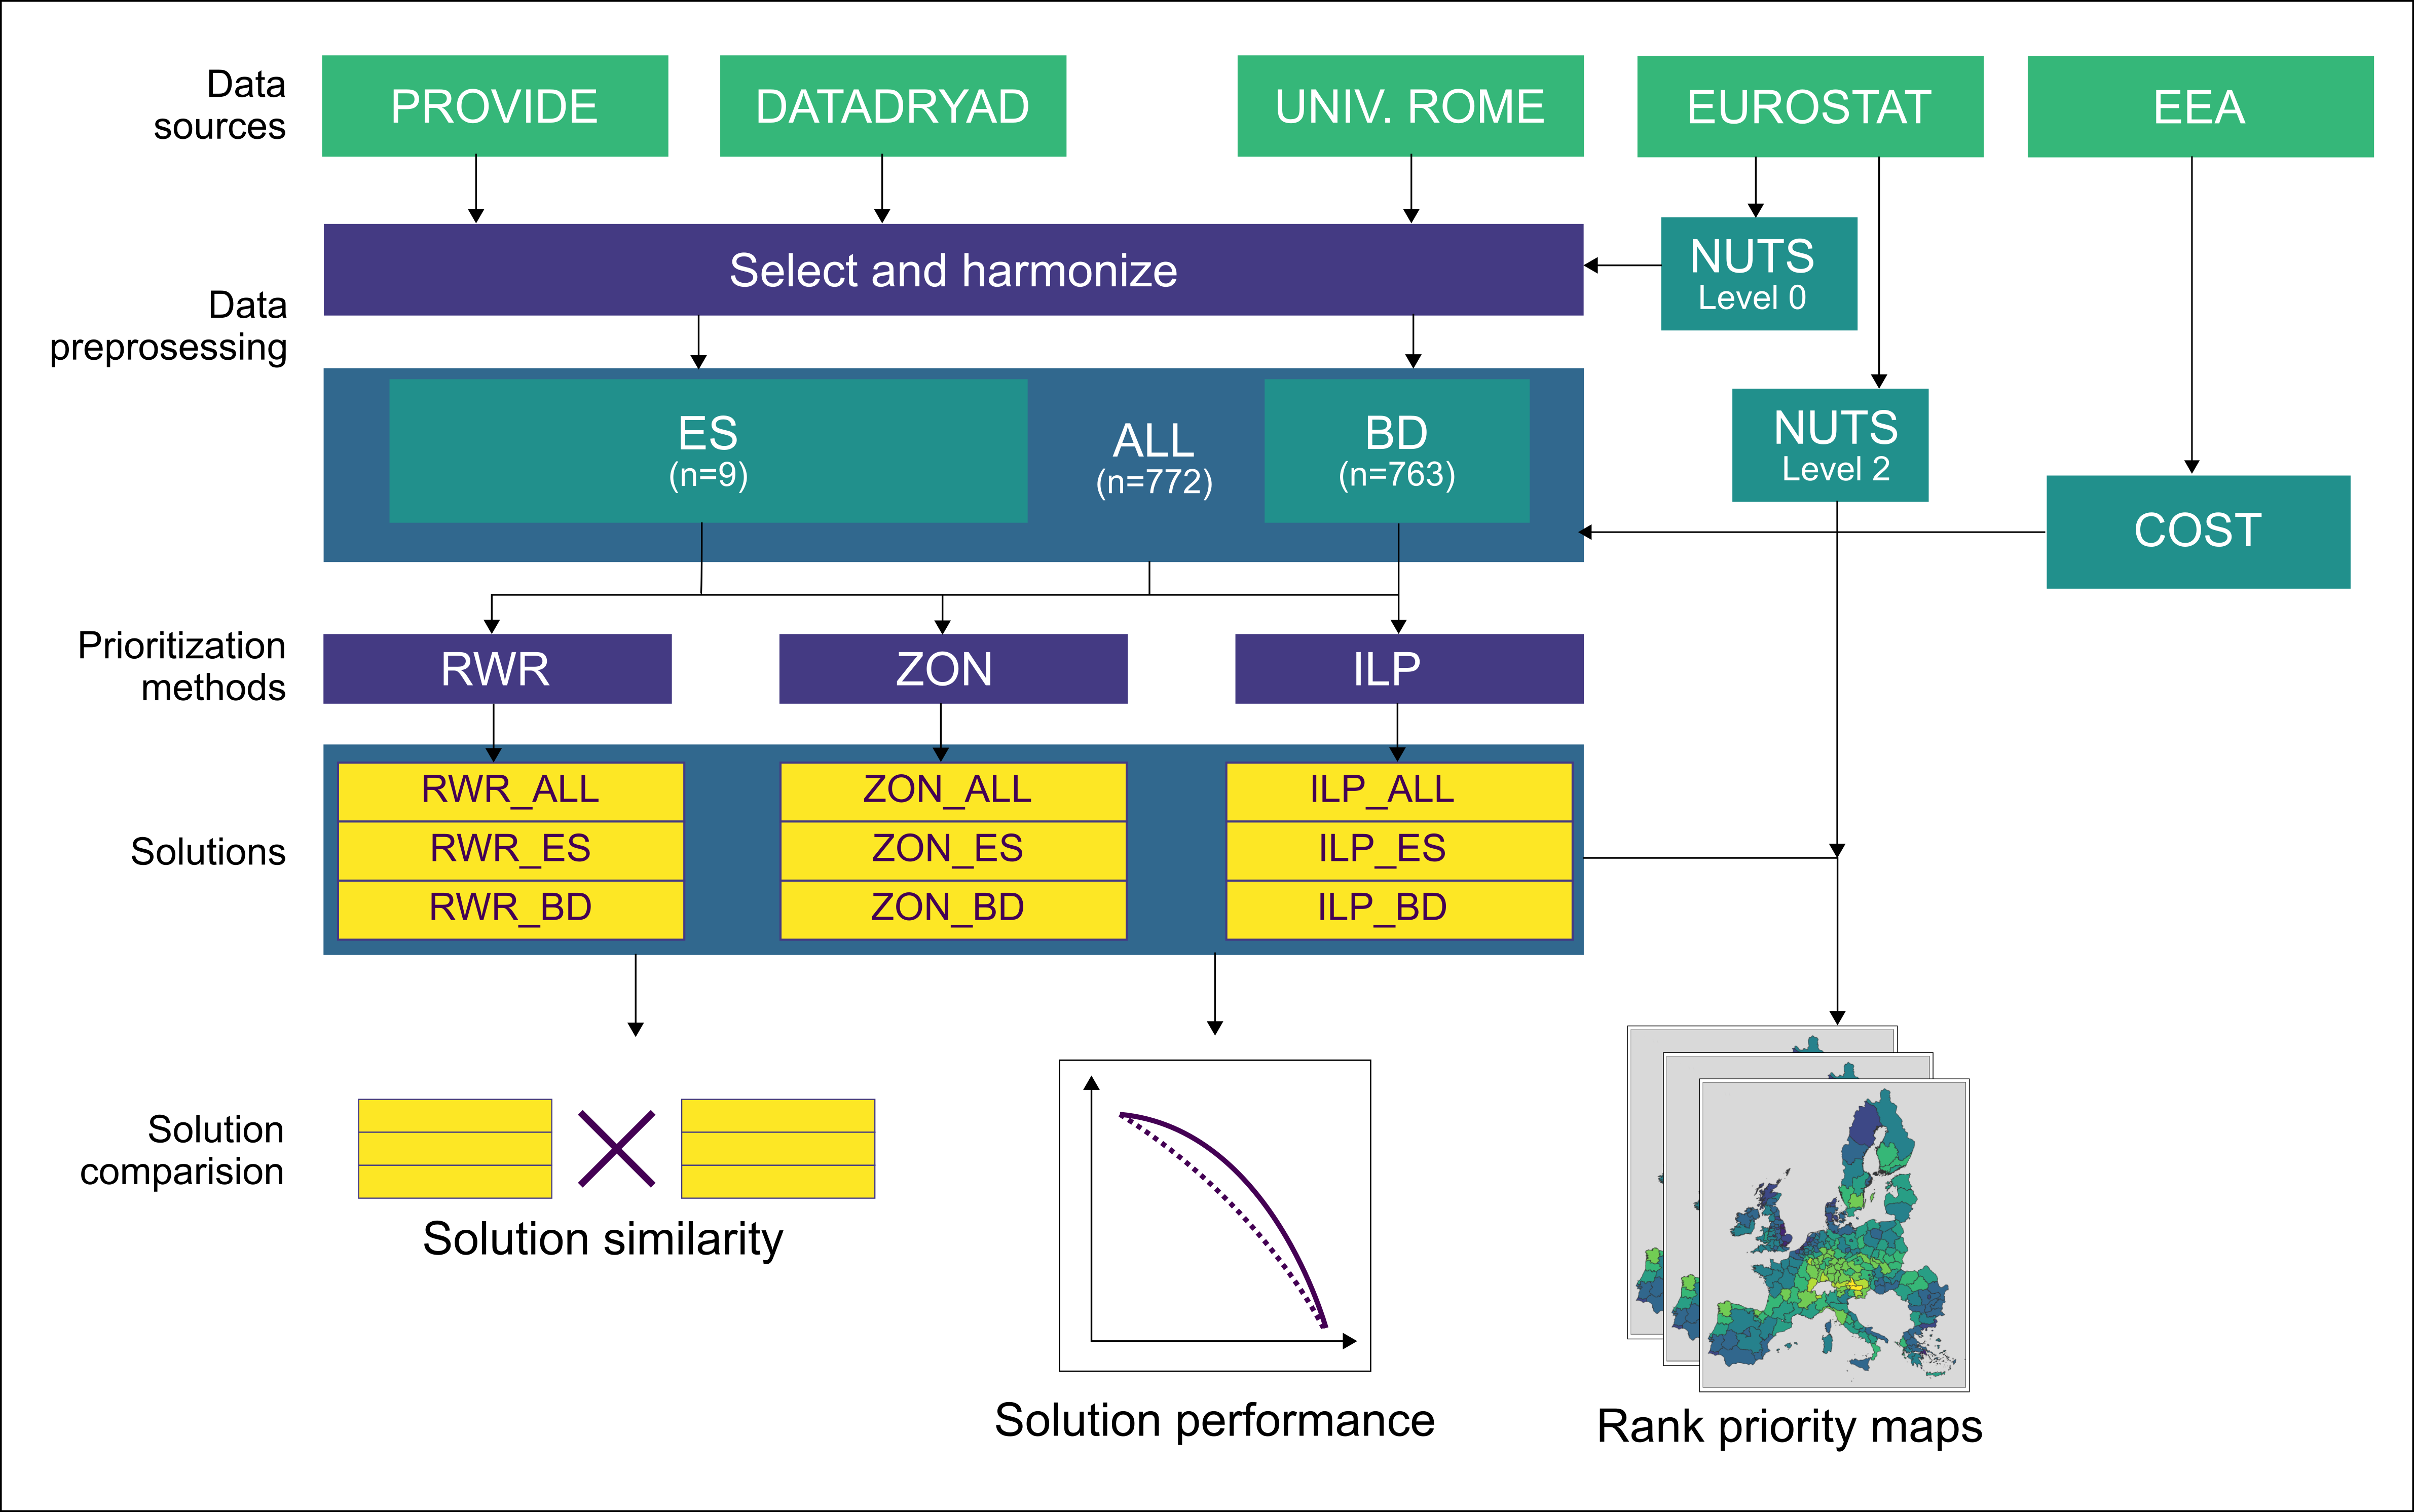 Data
sources
PROVIDE
DATADRYAD
UNIV. ROME
EUROSTAT
EEA
Data
preprosessing
Select and harmonize
NUTS
Level 0
ES
(n=9)
ALL
(n=772)
BD
(n=763)
NUTS
Level 2
COST
Prioritization
methods
RWR
ZON
ILP
Solutions
RWR_ALL
RWR_ES
RWR_BD
ZON_ALL
ZON_ES
ZON_BD
ILP_ALL
ILP_ES
ILP_BD
Solution
comparision
Solution similarity
Solution performance
Rank priority maps